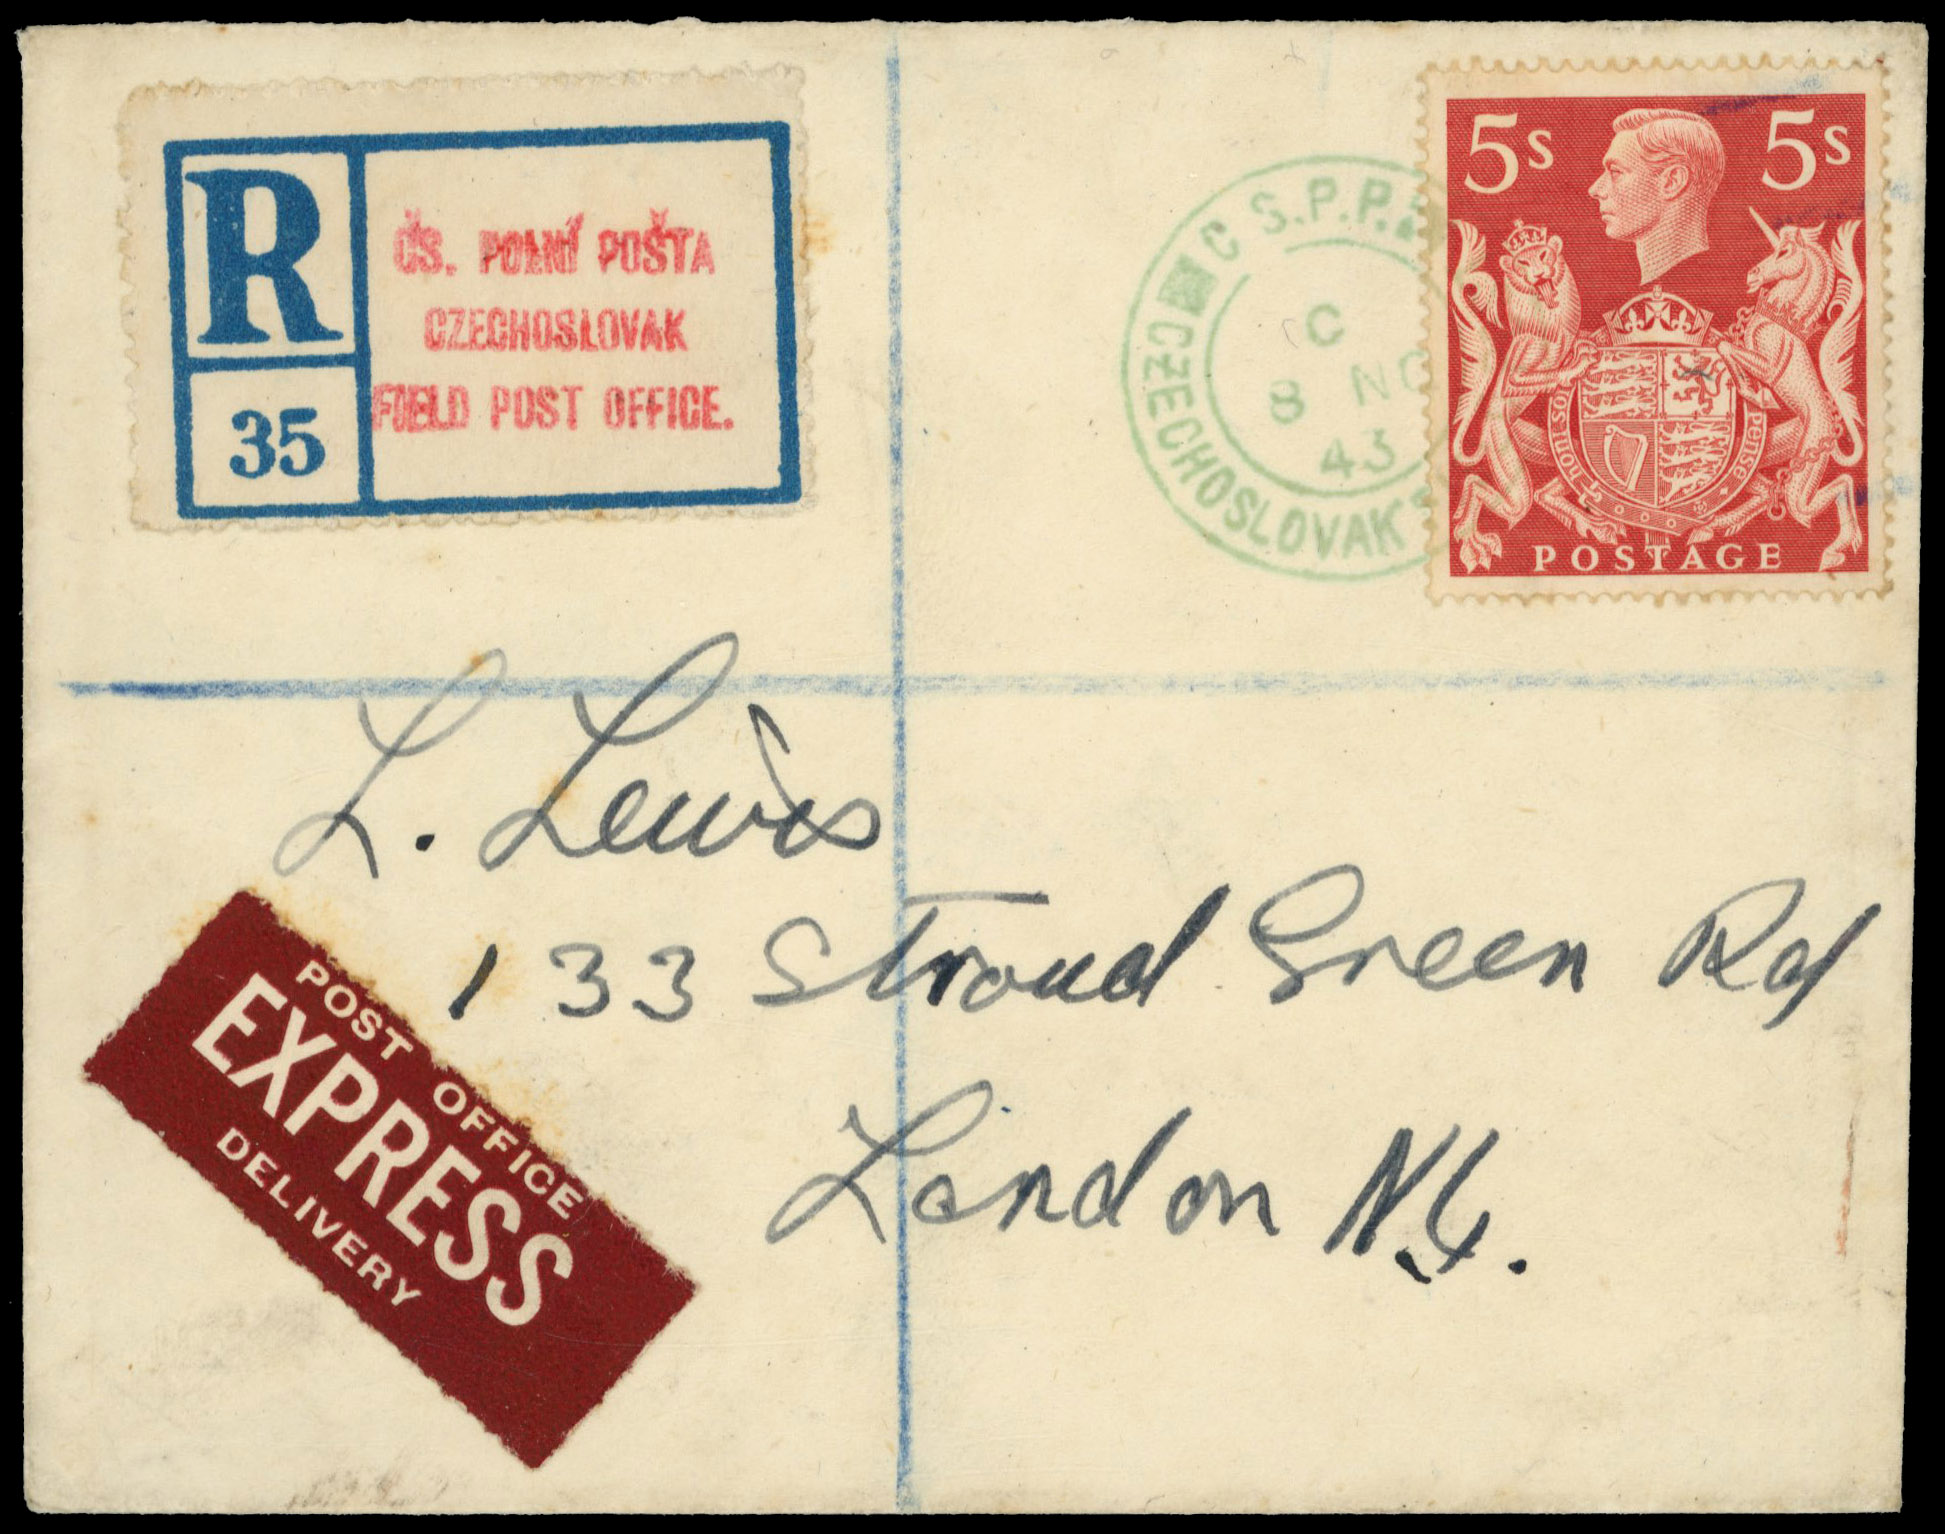 R
35
ČS. POLNÍ POŠTA
CZECHOSLOVAK
FIELD POST OFFICE.
C S.P.P.
C
8 NO
43
CZECHOSLOVAK
5s 5s
POSTAGE
L. Lewis
133 Stroud Green Rd
London N.4.
POST OFFICE
EXPRESS
DELIVERY